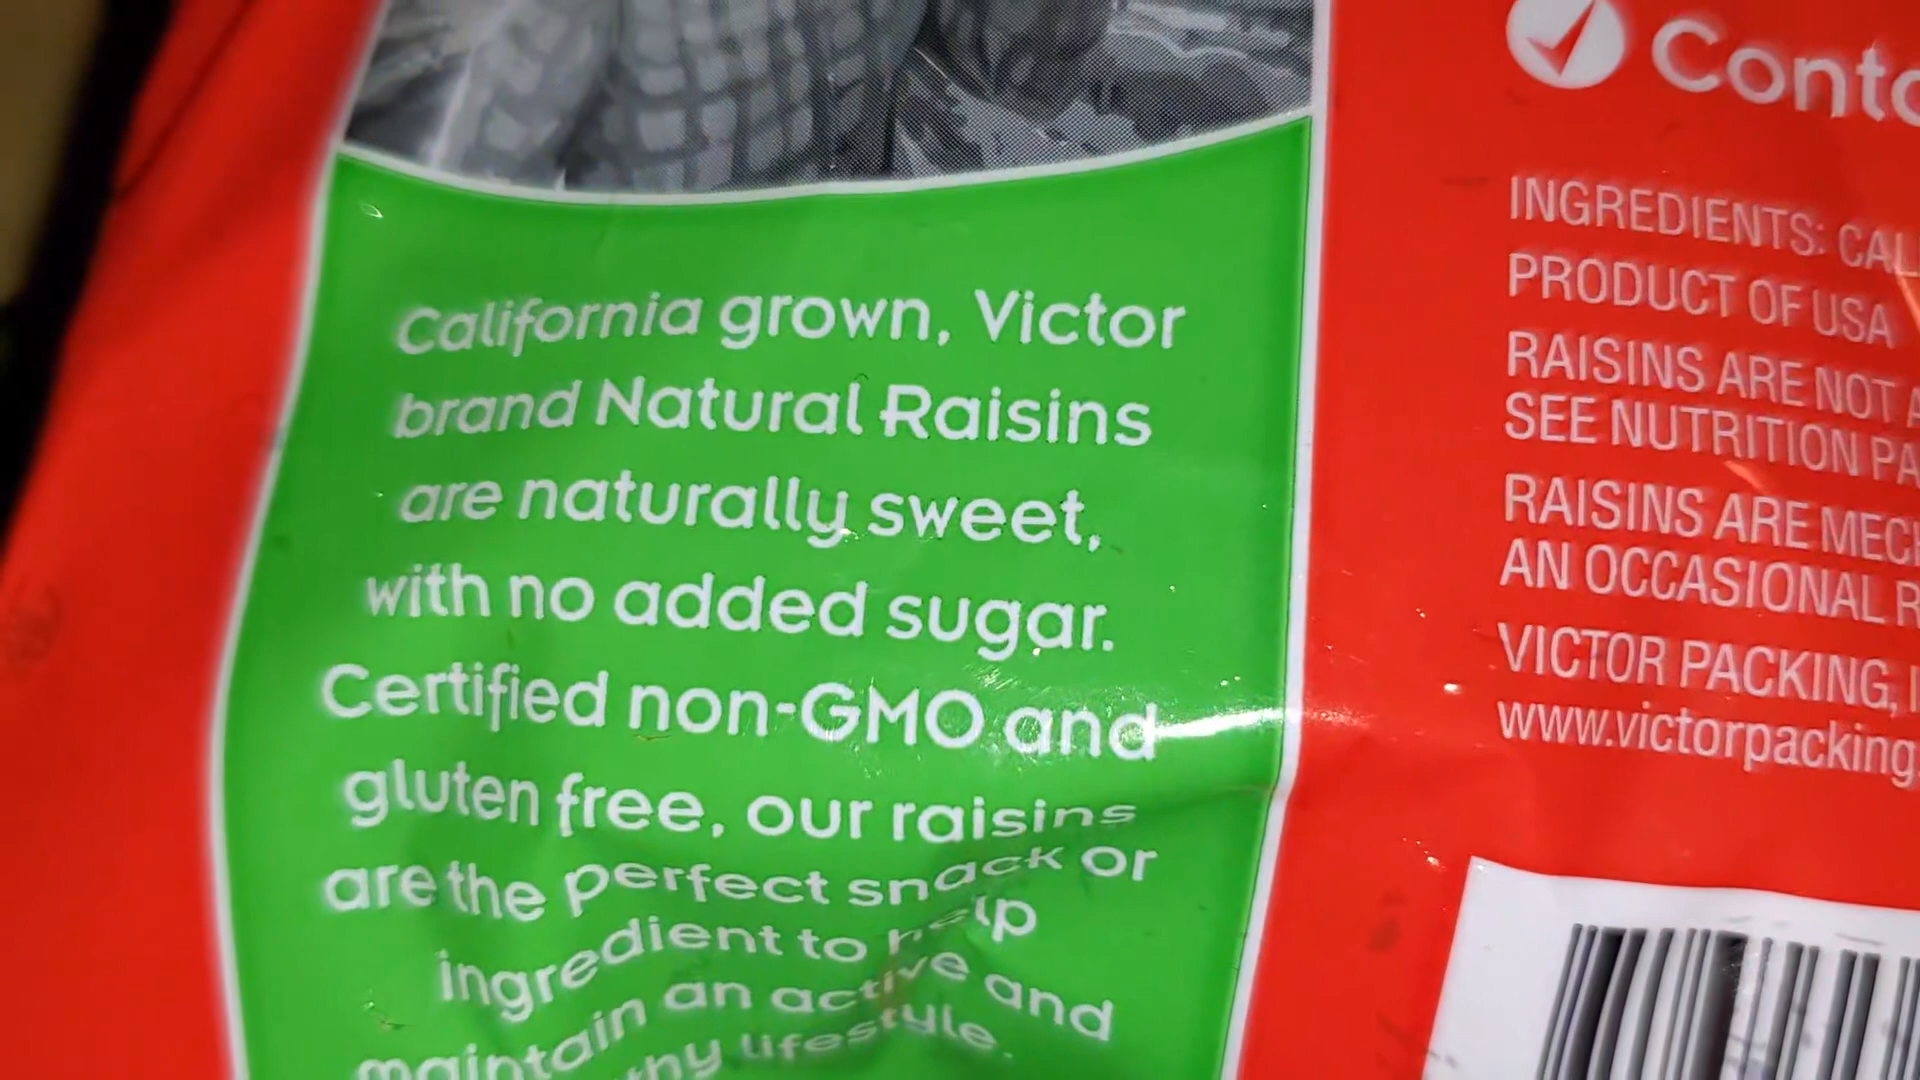 California grown, Victor
brand Natural Raisins
are naturally sweet,
with no added sugar.
Certified non-GMO and
gluten free, our raisins
are the perfect snack or
ingredient to help
maintain an active and
lifestyle.
INGREDIENTS:
PRODUCT OF USA
RAISINS ARE NOT
SEE NUTRITION
RAISINS ARE
AN OCCASIONAL
VICTOR PACKING,
www.victorpacking